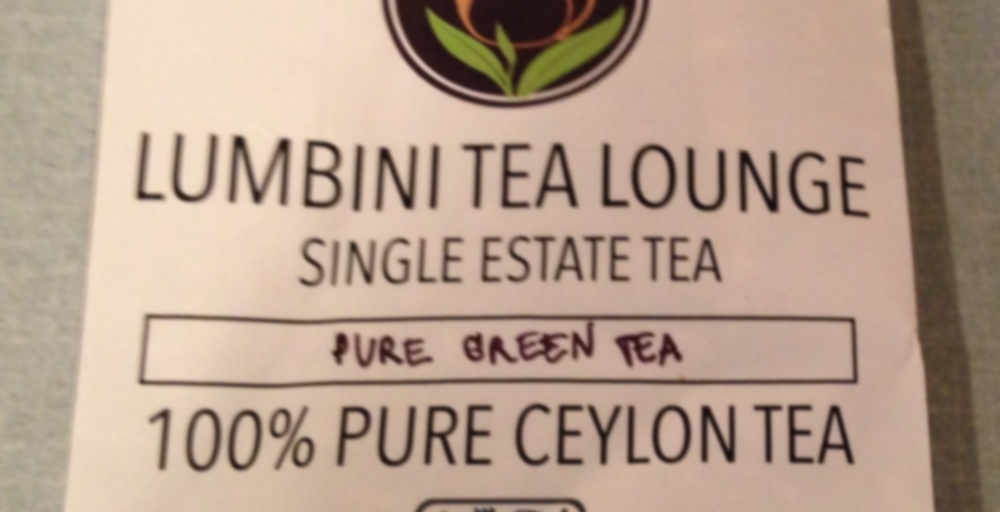 LUMBINI TEA LOUNGE
SINGLE ESTATE TEA
PURE GREEN TEA
100% PURE CEYLON TEA